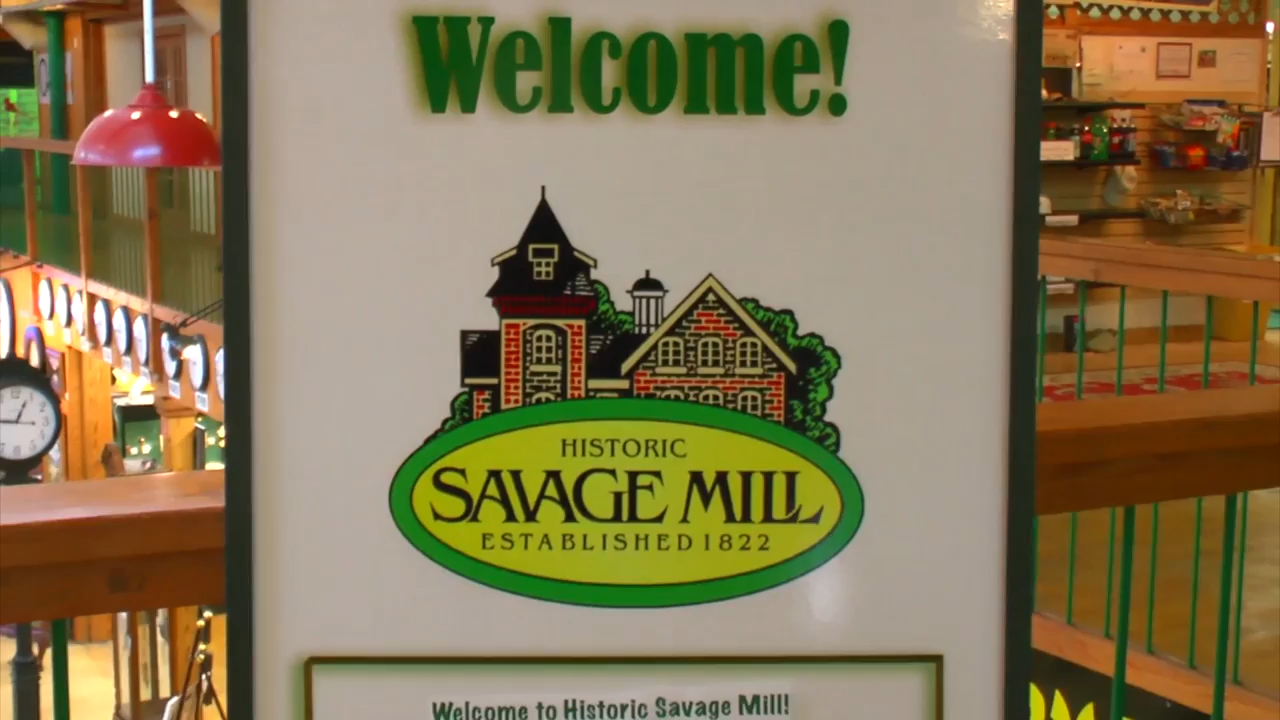 Welcome!
HISTORIC
SAVAGE MILL
ESTABLISHED 1822
Welcome to Historic Savage Mill!